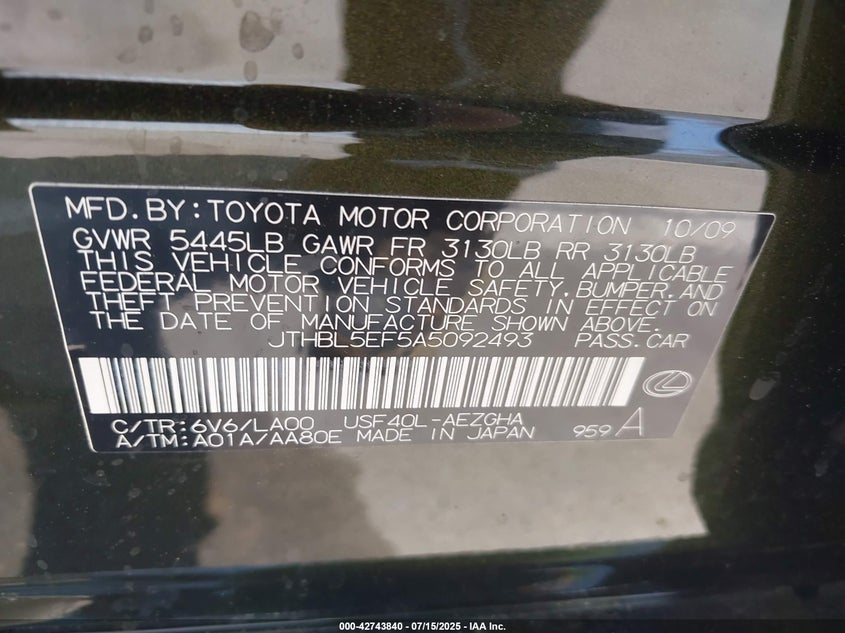 MFD.BY:TOYOTA MOTOR CORPORATION 10/09
GVWR 5445LB GAWR FR 3130LB RR 3130LB
THIS VEHICLE CONFORMS TO ALL APPLICABLE
FEDERAL MOTOR VEHICLE SAFETY,BUMPER,AND
THEFT PREVENTION STANDARDS IN EFFECT ON
THE DATE OF MANUFACTURE SHOWN ABOVE.
JTHBL5EF5A5092493 PASS.CAR
C/TR:6V6/LA00 USF40L-AEZGHA
A/TM:A01A/AA80E MADE IN JAPAN 959 A
000-42743840 - 07/15/2025 - IAA Inc.